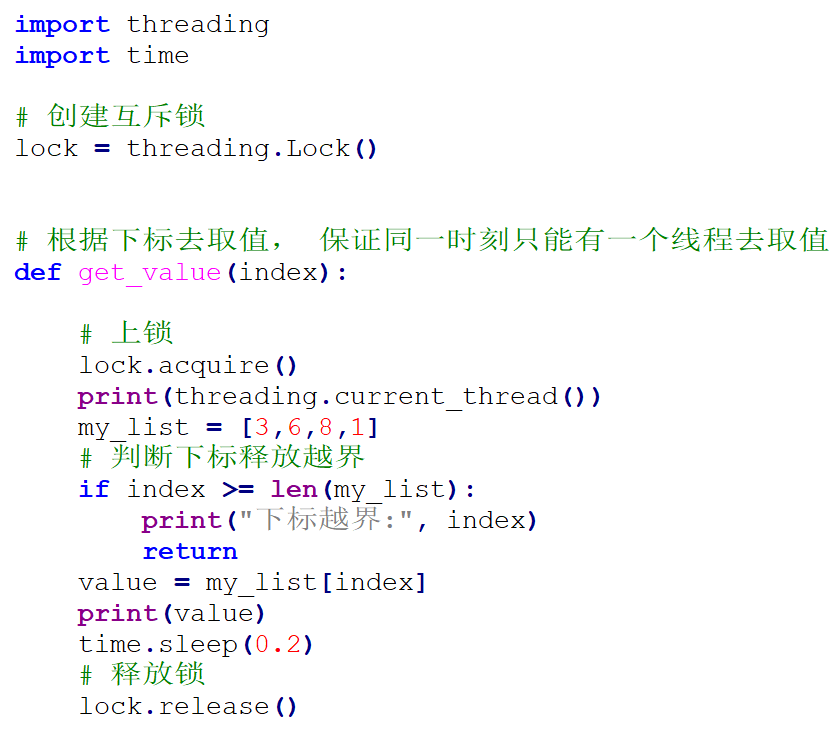 import threading
import time
# 创建互斥锁
lock = threading.Lock()
# 根据下标去取值， 保证同一时刻只能有一个线程去取值
def get_value(index):
    # 上锁
    lock.acquire()
    print(threading.current_thread())
    my_list = [3,6,8,1]
    # 判断下标释放越界
    if index >= len(my_list):
        print("下标越界:", index)
        return
    value = my_list[index]
    print(value)
    time.sleep(0.2)
    # 释放锁
    lock.release()